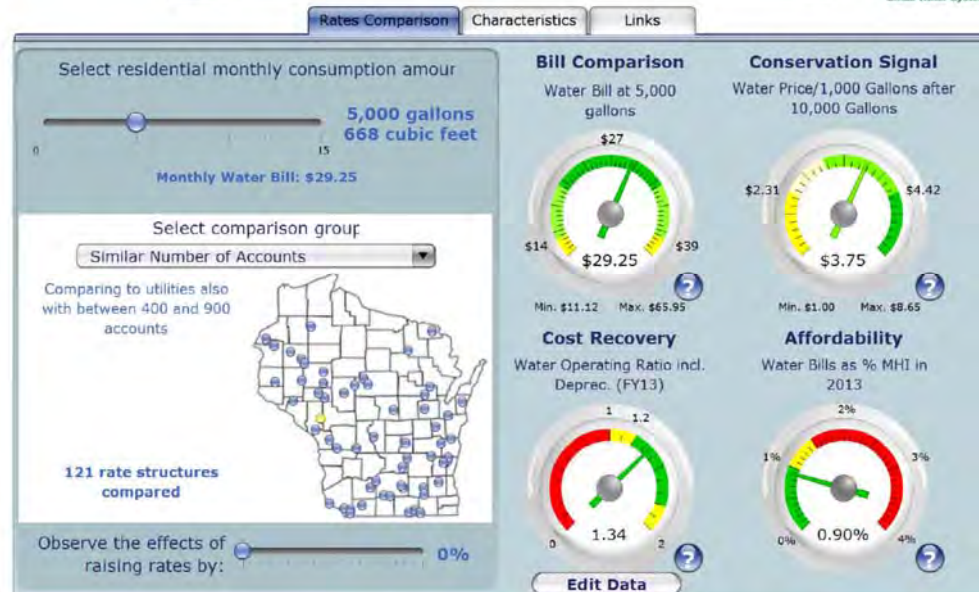 Rates Comparison
Characteristics
Links
Select residential monthly consumption amour
5,000 gallons
668 cubic feet
0
15
Monthly Water Bill: $29.25
Select comparison group
Similar Number of Accounts
Comparing to utilities also
with between 400 and 900
accounts
121 rate structures
compared
Observe the effects of
raising rates by:
0%
Bill Comparison
Water Bill at 5,000
gallons
$27
$14
$39
$29.25
Min. $11.12
Max. $65.95
?
Conservation Signal
Water Price/1,000 Gallons after
10,000 Gallons
$2.31
$4.42
$3.75
Min. $1.00
Max. $8.65
?
Cost Recovery
Water Operating Ratio incl.
Deprec. (FY13)
1
1.2
0
2
1.34
?
Edit Data
Affordability
Water Bills as % MHI in
2013
2%
1%
3%
0%
4%
0.90%
?